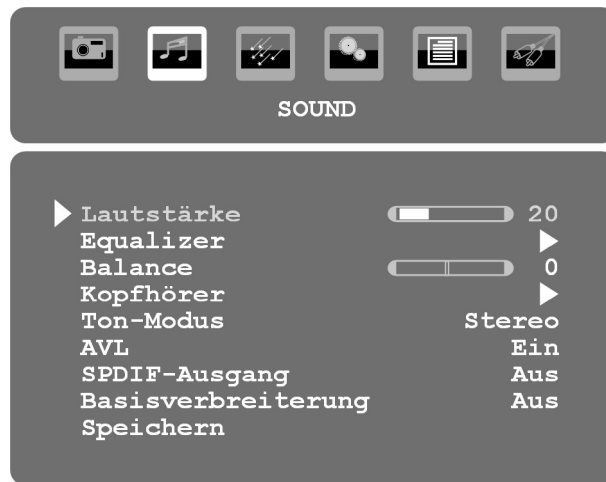 SOUND
Lautstärke 20
Equalizer
Balance 0
Kopfhörer
Ton-Modus Stereo
AVL Ein
SPDIF-Ausgang Aus
Basisverbreiterung Aus
Speichern